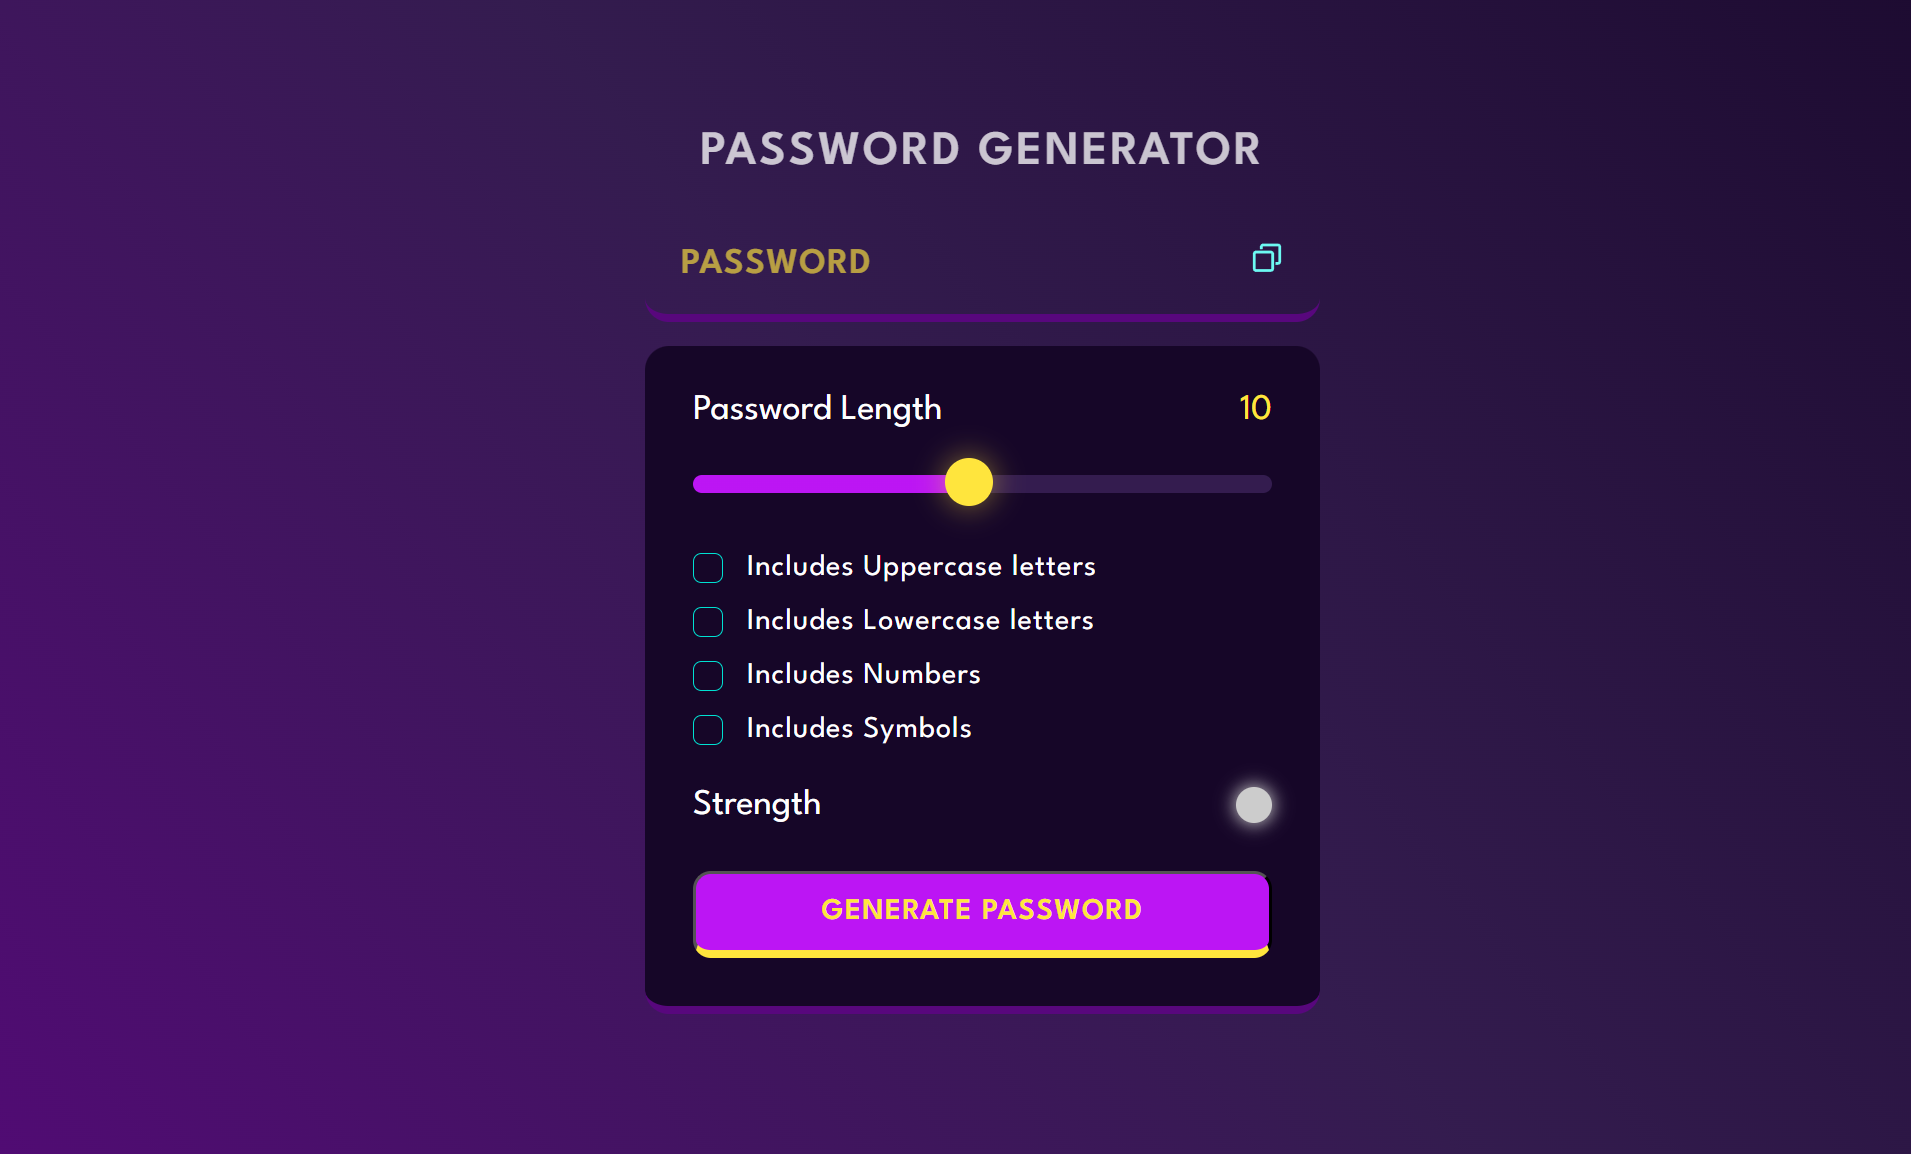 PASSWORD GENERATOR
PASSWORD
Password Length 10
Includes Uppercase letters
Includes Lowercase letters
Includes Numbers
Includes Symbols
Strength
GENERATE PASSWORD